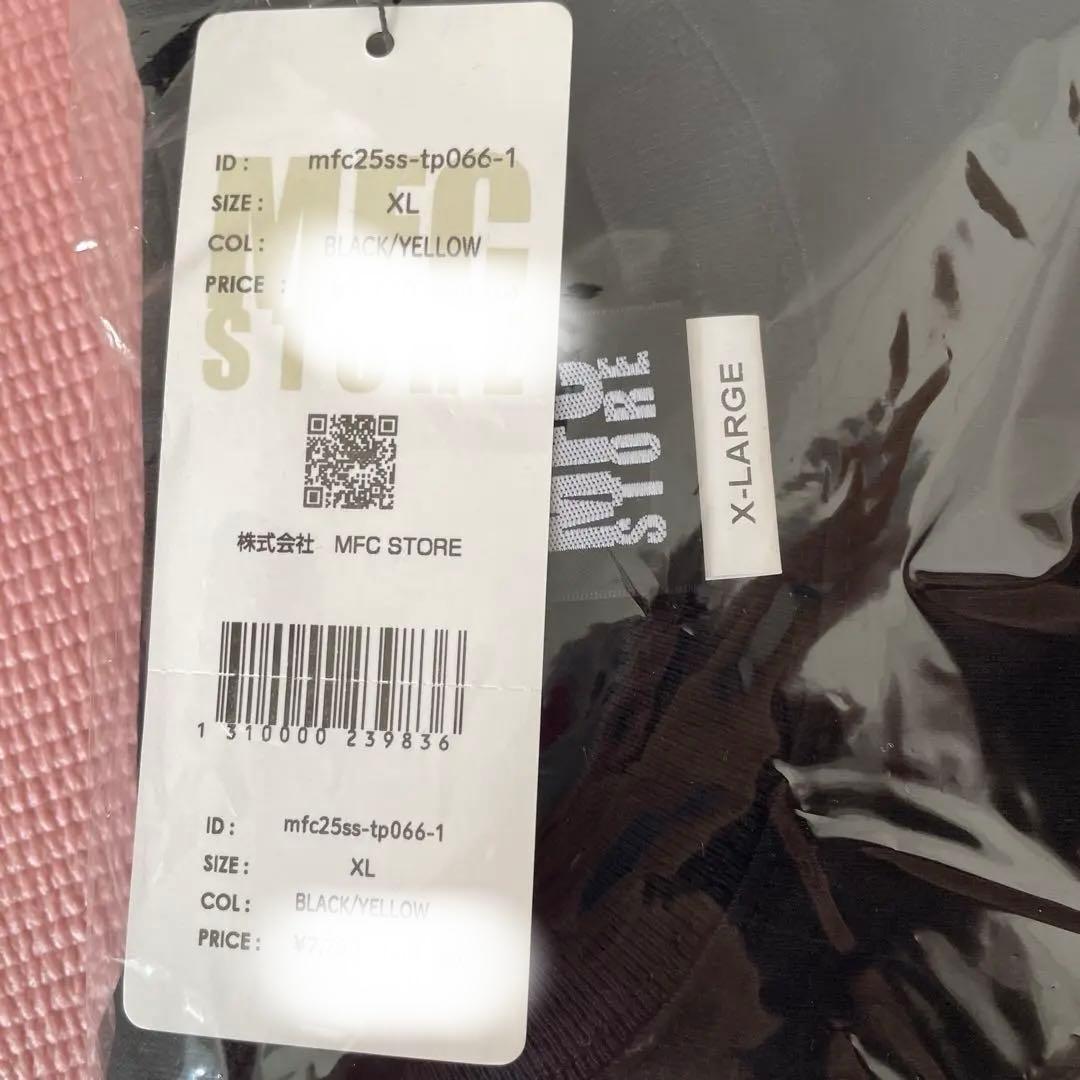 ID : mfc25ss-tp066-1
SIZE : XL
COL : BLACK/YELLOW
PRICE :
MFC
STORE
株式会社 MFC STORE
1 310000 239836
ID : mfc25ss-tp066-1
SIZE : XL
COL : BLACK/YELLOW
PRICE :
MFC
STORE
X-LARGE